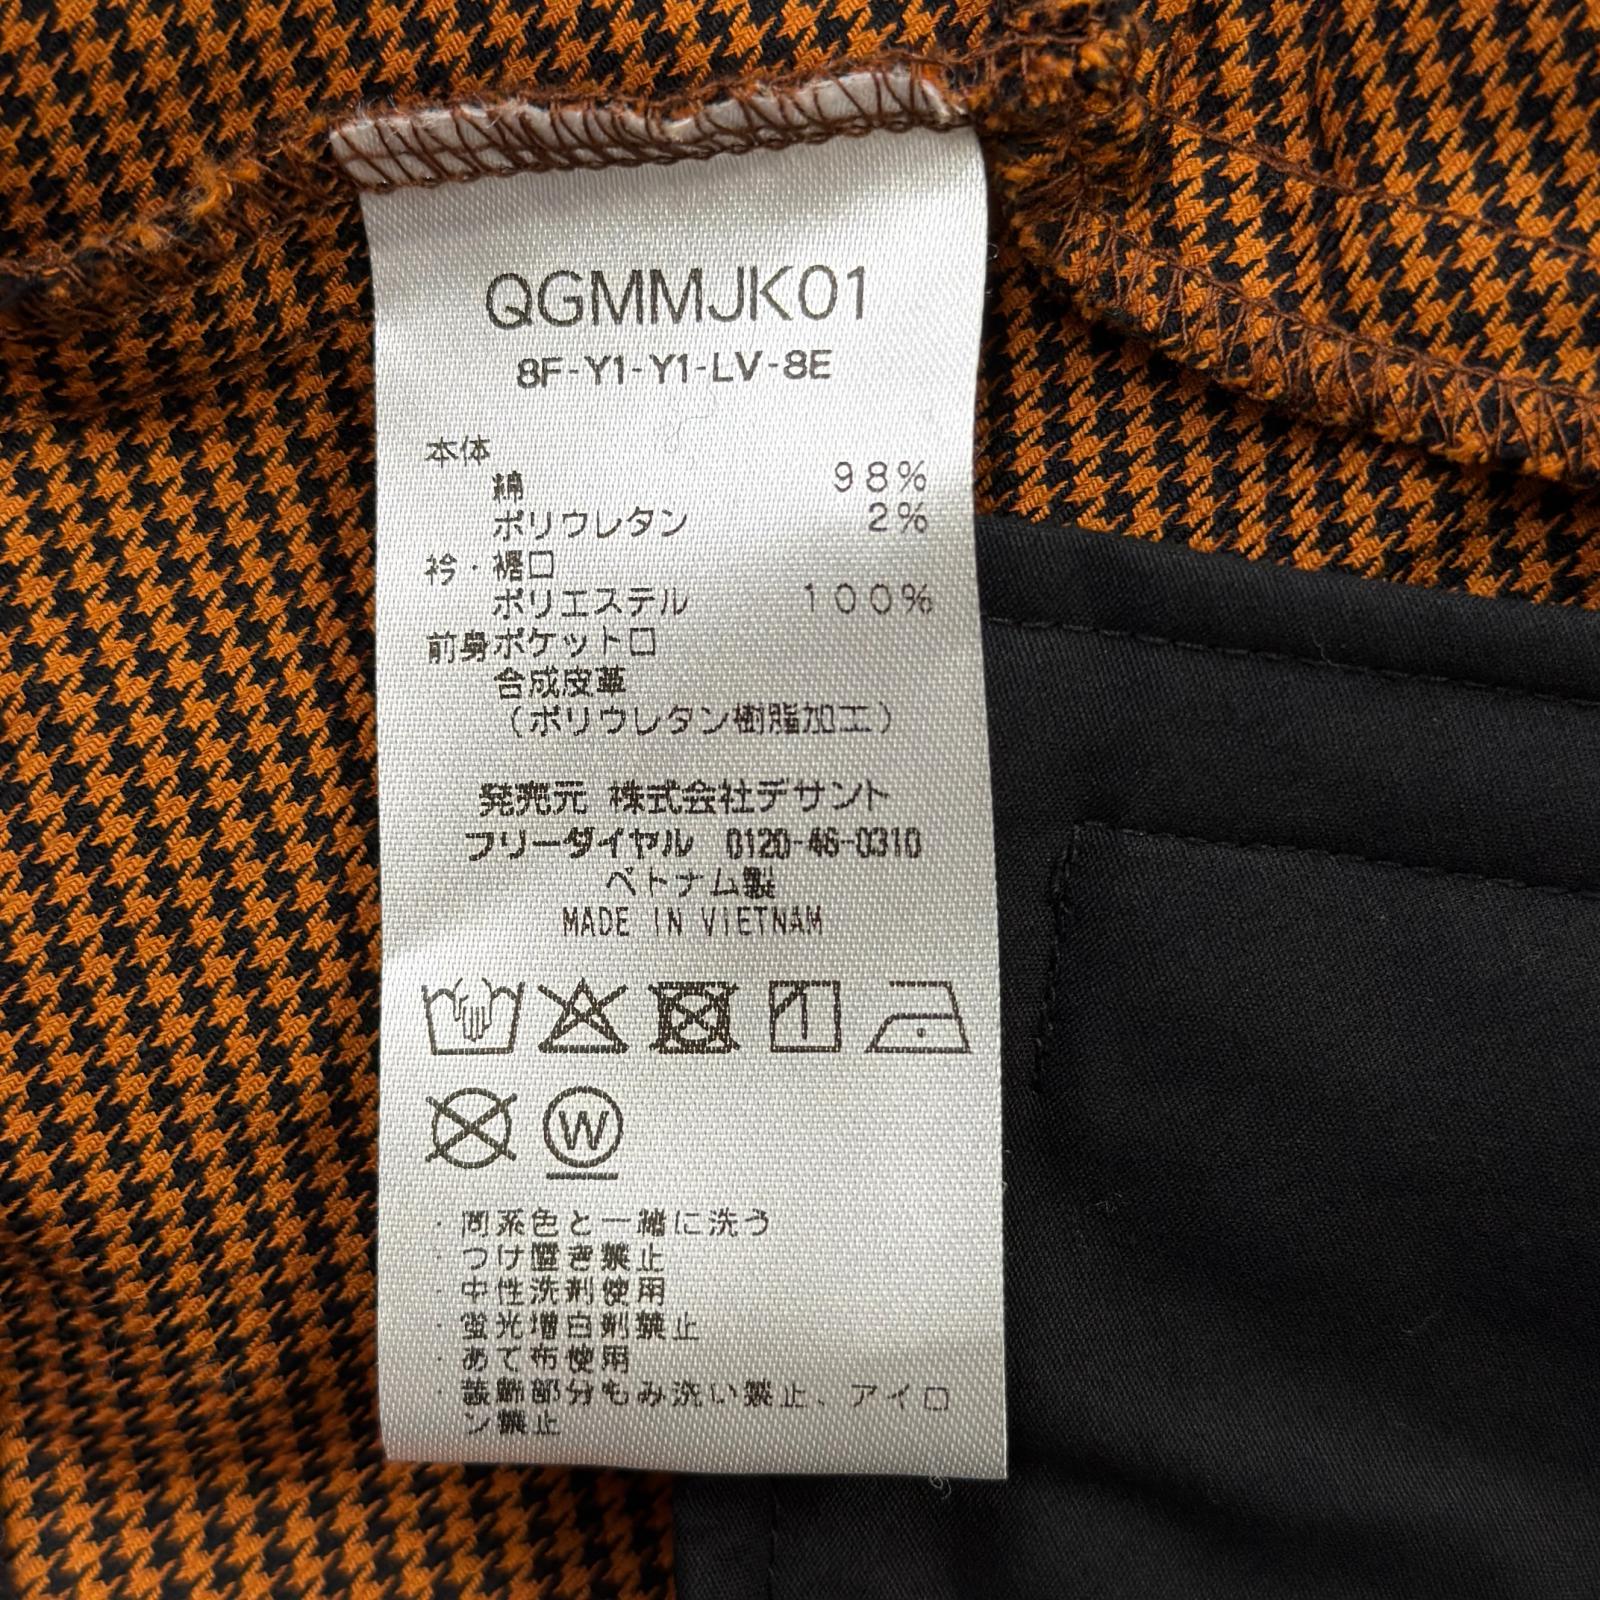 QGMMJK01
8F-Y1-Y1-LV-8E
本体
綿 98%
ポリウレタン 2%
衿・裾口
ポリエステル 100%
前身ポケット口
合成皮革
（ポリウレタン樹脂加工）
発売元 株式会社デサント
フリーダイヤル 0120-46-0310
ベトナム製
MADE IN VIETNAM
W
・同系色と一緒に洗う
・つけ置き禁止
・中性洗剤使用
・蛍光増白剤禁止
・あて布使用
・装飾部分もみ洗い禁止、アイロ
ン禁止